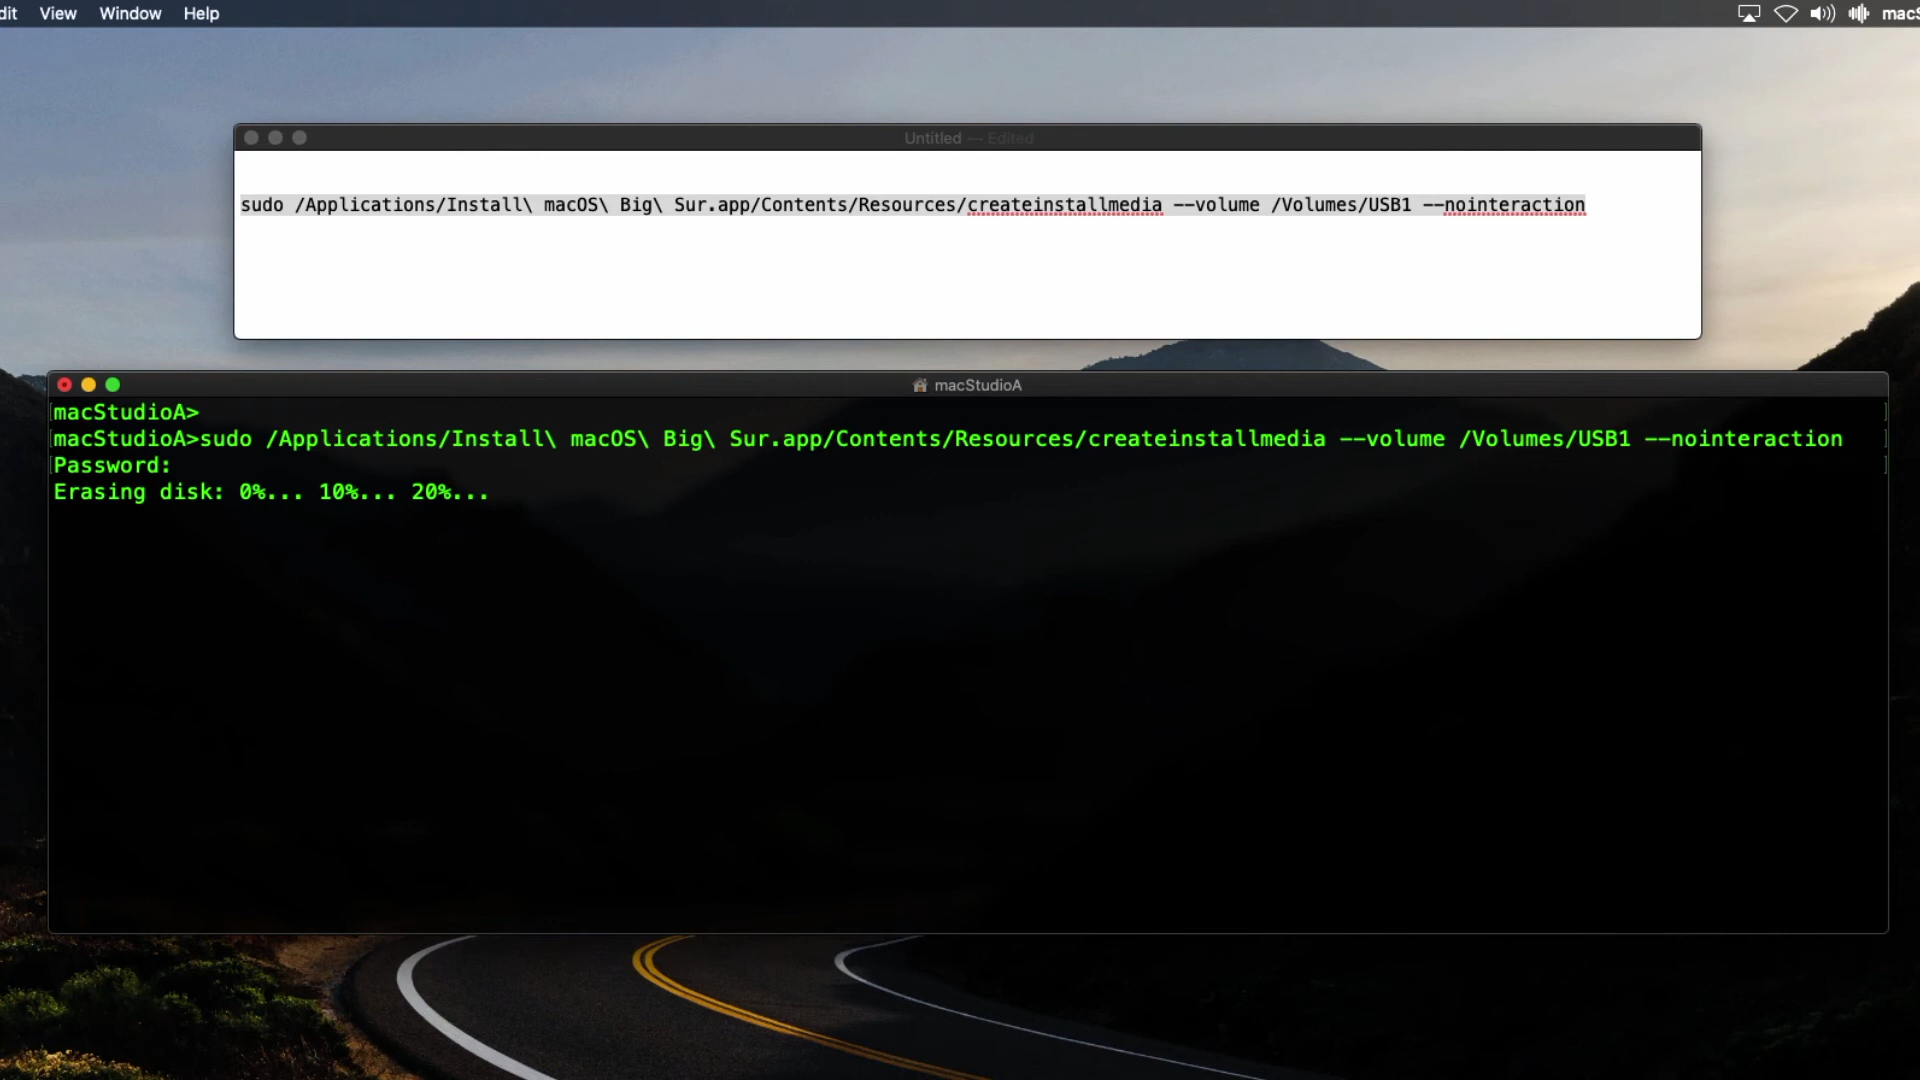 View Window Help
Untitled — Edited
sudo /Applications/Install\ macOS\ Big\ Sur.app/Contents/Resources/createinstallmedia --volume /Volumes/USB1 --nointeraction
macStudioA
macStudioA>
macStudioA>sudo /Applications/Install\ macOS\ Big\ Sur.app/Contents/Resources/createinstallmedia --volume /Volumes/USB1 --nointeraction
Password:
Erasing disk: 0%... 10%... 20%...